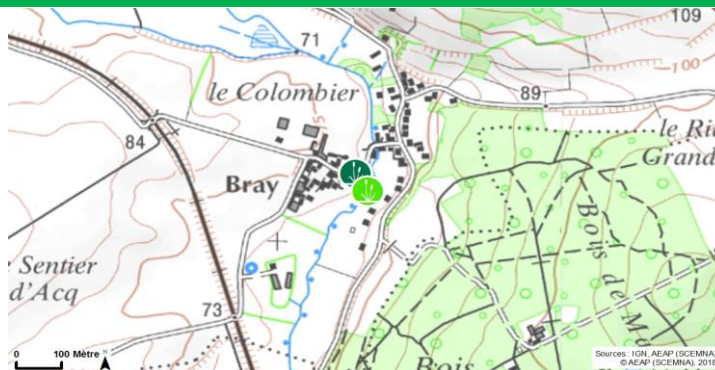 109
71
100
le Colombier
89
84
le Ri
Grand
Bray
Bois de
Sentier
d'Acq
73
0 100 Mètre N
Bois
Sources : IGN, AEAP (SCEMNA)
© AEAP (SCEMNA), 2018